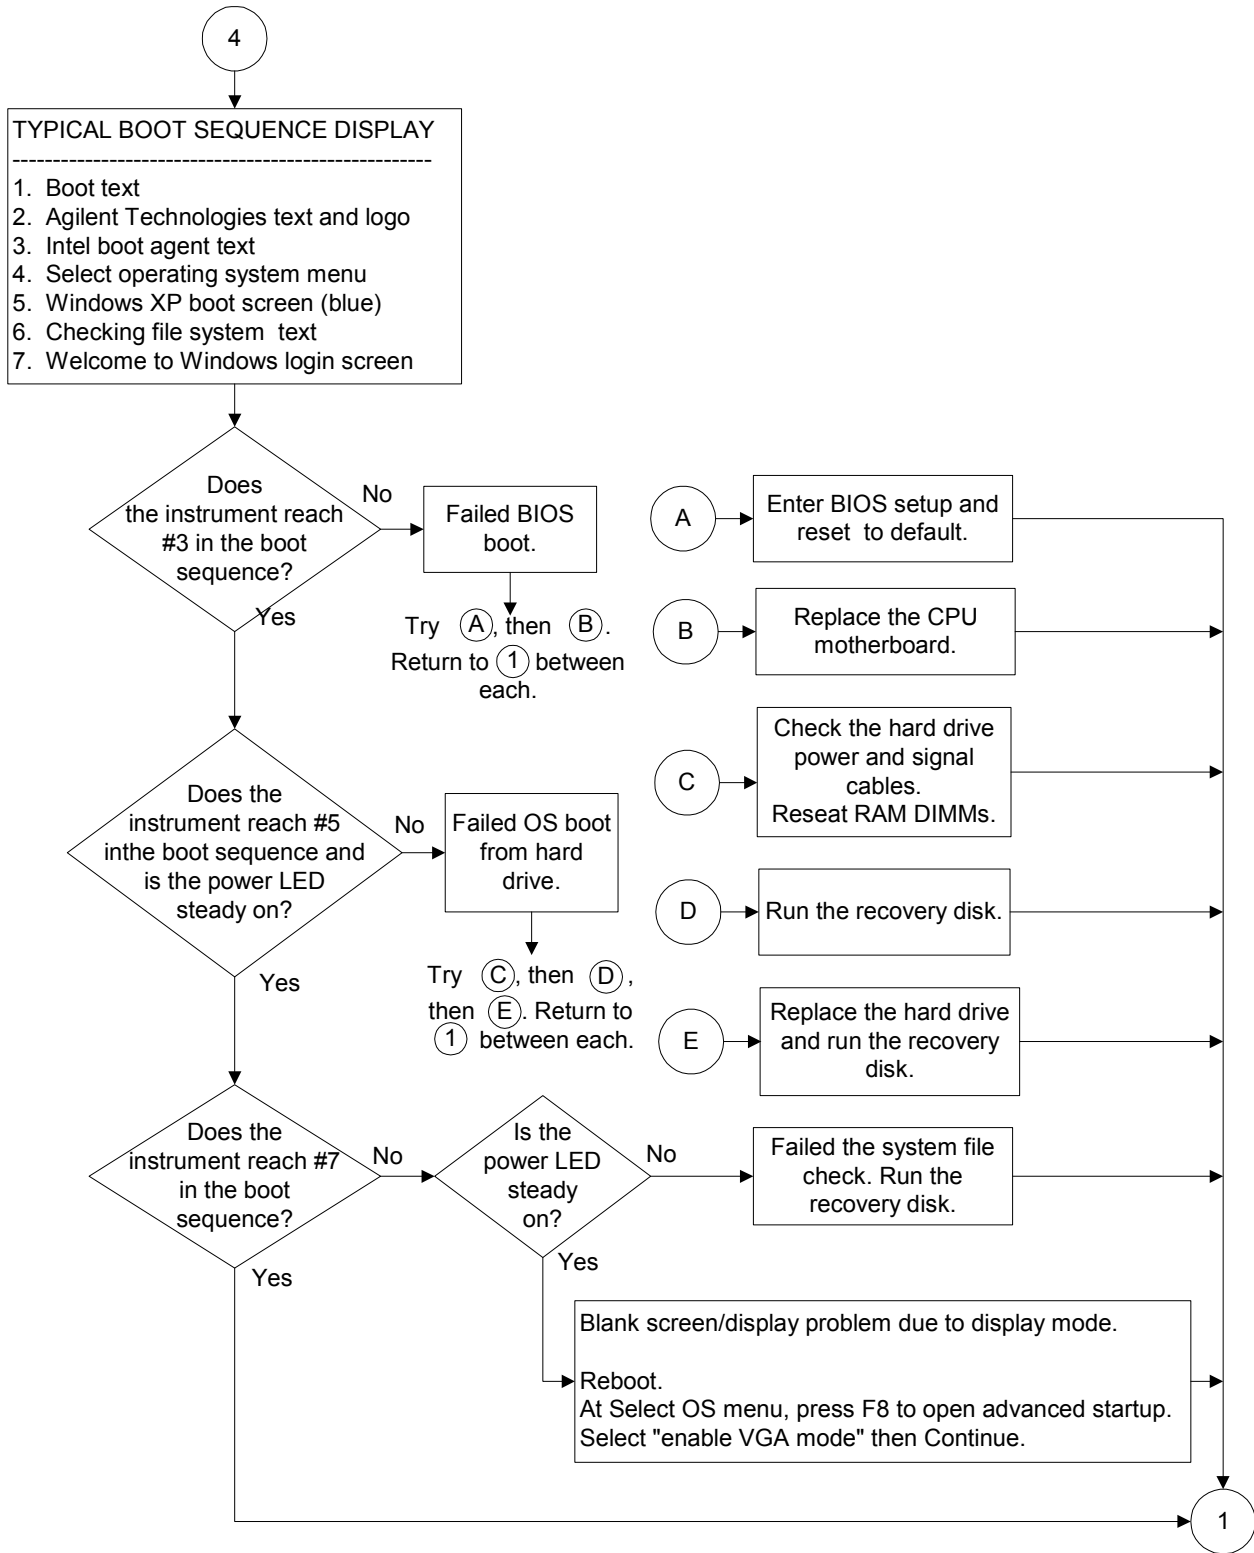 4
TYPICAL BOOT SEQUENCE DISPLAY
----------------------------------------------------
1. Boot text
2. Agilent Technologies text and logo
3. Intel boot agent text
4. Select operating system menu
5. Windows XP boot screen (blue)
6. Checking file system text
7. Welcome to Windows login screen
Does
the instrument reach
#3 in the boot
sequence?
No
Yes
Failed BIOS
boot.
Try A, then B.
Return to 1 between
each.
A
Enter BIOS setup and
reset to default.
B
Replace the CPU
motherboard.
C
Check the hard drive
power and signal
cables.
Reseat RAM DIMMs.
Does the
instrument reach #5
inthe boot sequence and
is the power LED
steady on?
No
Yes
Failed OS boot
from hard
drive.
Try C, then D,
then E. Return to
1 between each.
D
Run the recovery disk.
E
Replace the hard drive
and run the recovery
disk.
Does the
instrument reach #7
in the boot
sequence?
No
Yes
Is the
power LED
steady
on?
No
Yes
Failed the system file
check. Run the
recovery disk.
Blank screen/display problem due to display mode.
Reboot.
At Select OS menu, press F8 to open advanced startup.
Select "enable VGA mode" then Continue.
1